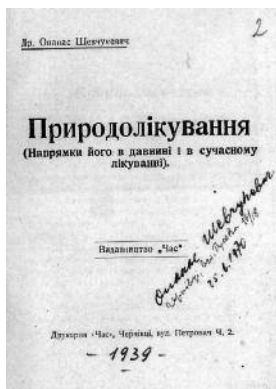 2
Др. Опанас Шевчукевич
Природолікування
(Напрямки його в давнині і в сучасному
лікуванні).
Видавництво „Час"
Опанас Шевчукевич
Друкарня «Час», Чернівці, вул. Петровича Ч. 2.
- 1939 -